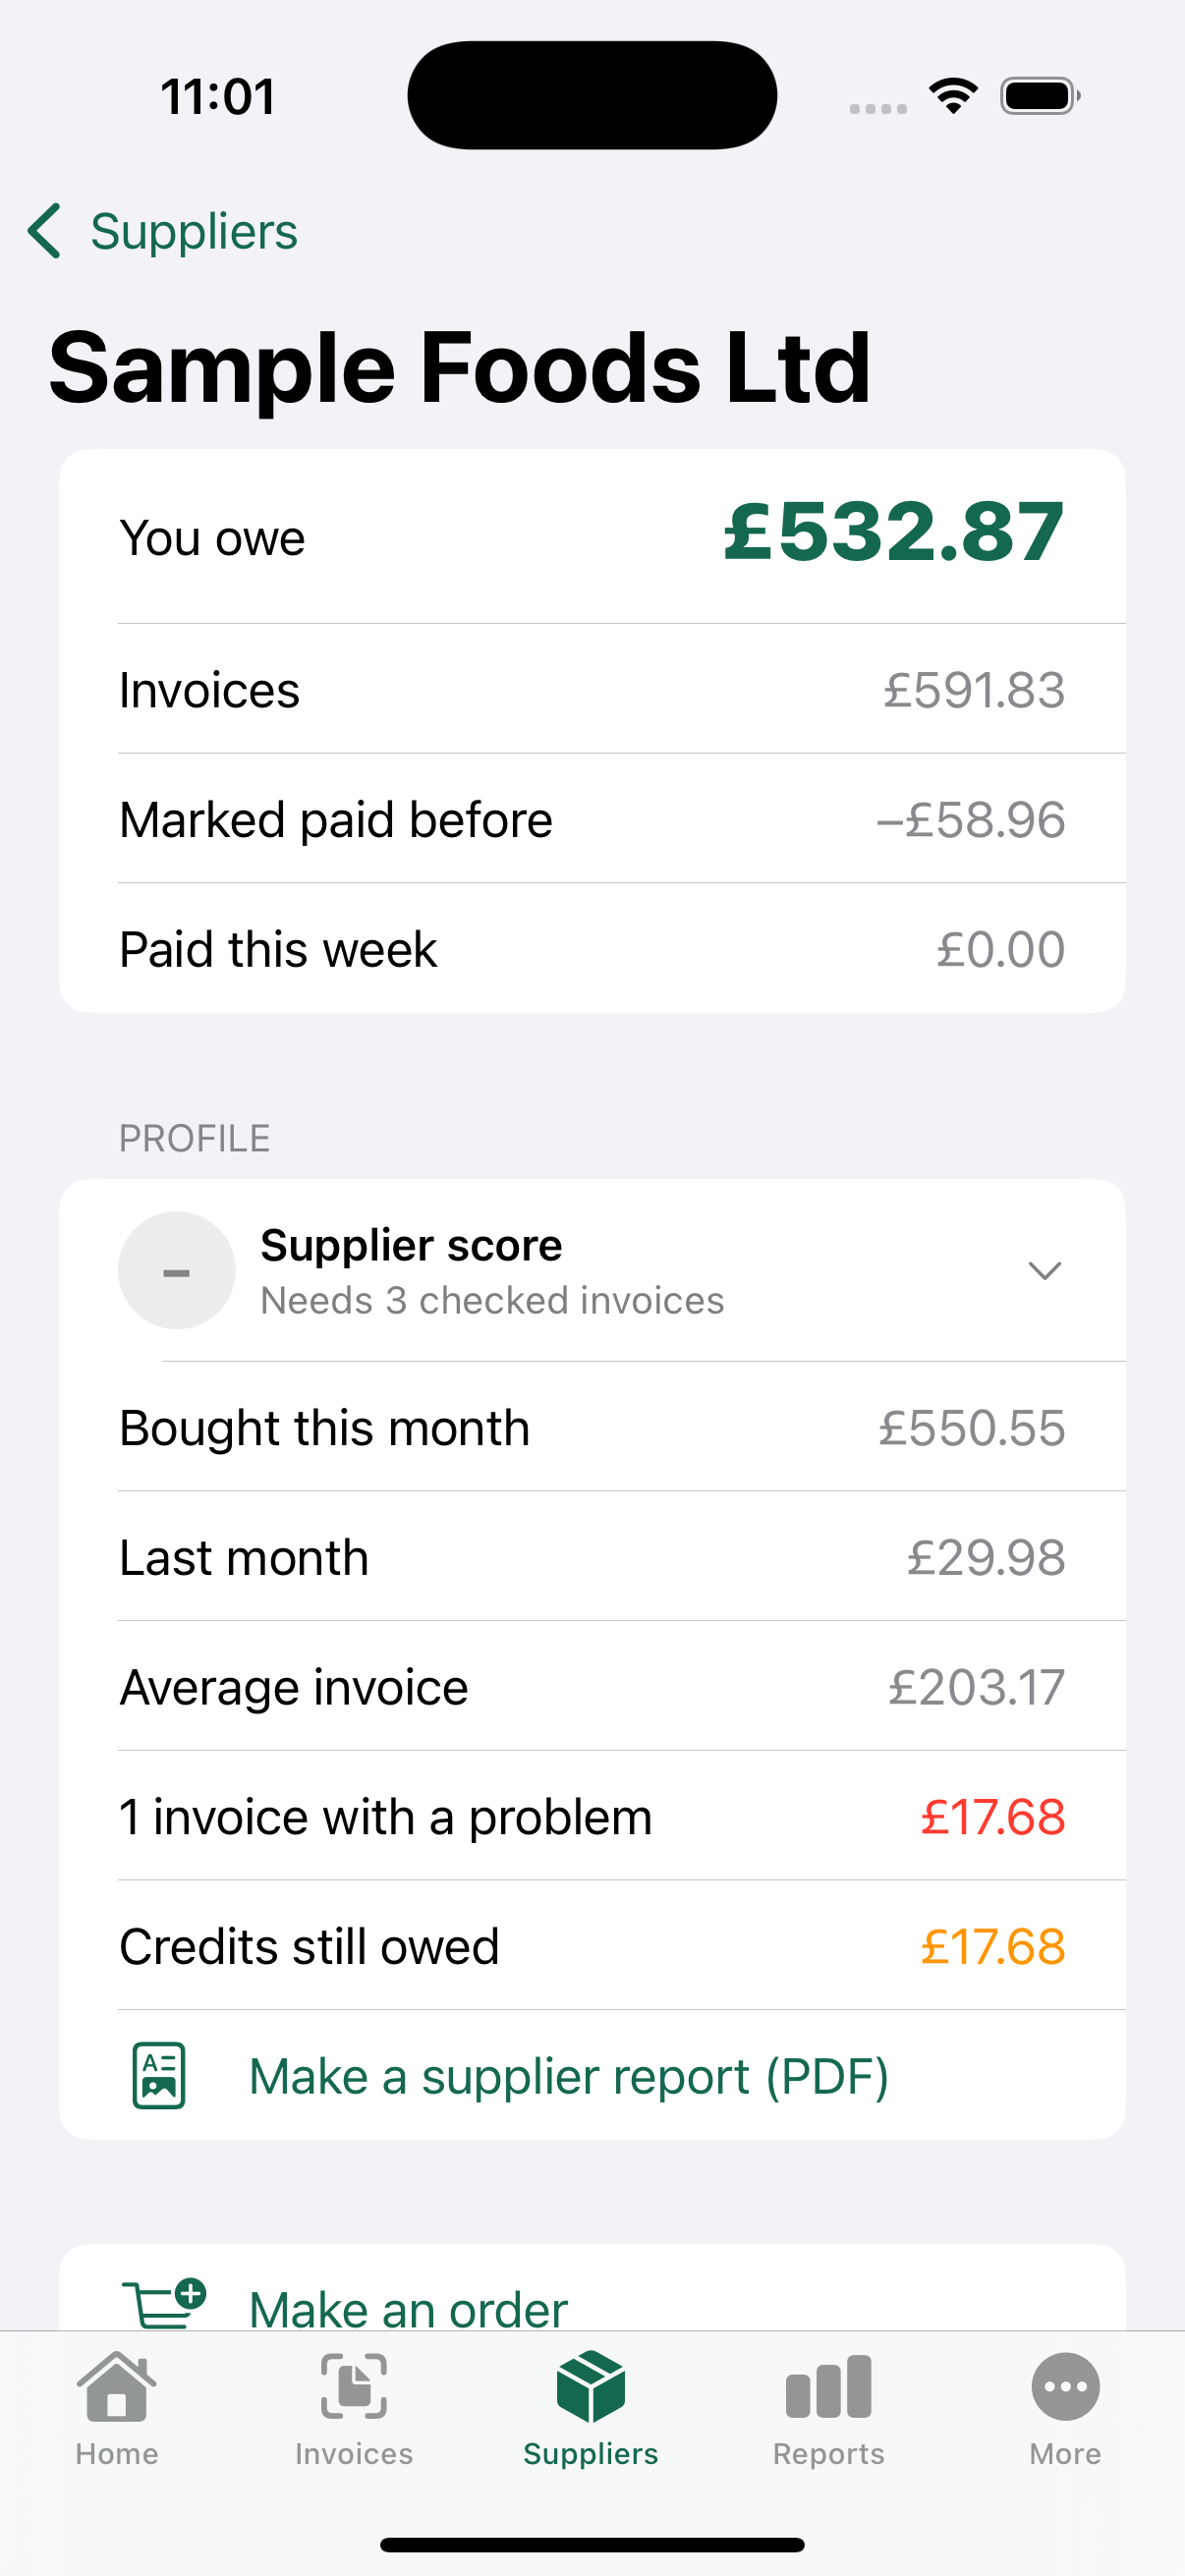 11:01
Suppliers
Sample Foods Ltd
You owe £532.87
Invoices £591.83
Marked paid before –£58.96
Paid this week £0.00
PROFILE
–
Supplier score
Needs 3 checked invoices
Bought this month £550.55
Last month £29.98
Average invoice £203.17
1 invoice with a problem £17.68
Credits still owed £17.68
Make a supplier report (PDF)
Make an order
Home Invoices Suppliers Reports More